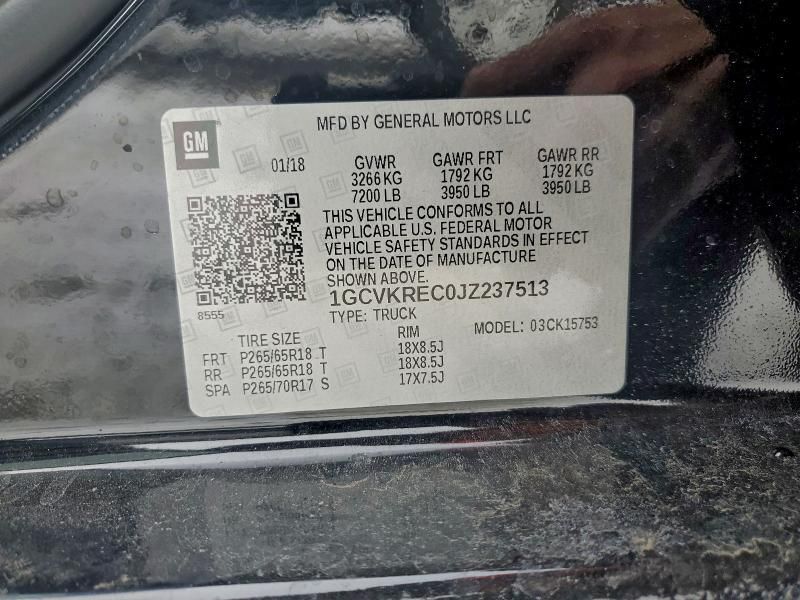 GM
MFD BY GENERAL MOTORS LLC
01/18 GVWR GAWR FRT GAWR RR
3266 KG 1792 KG 1792 KG
7200 LB 3950 LB 3950 LB
THIS VEHICLE CONFORMS TO ALL
APPLICABLE U.S. FEDERAL MOTOR
VEHICLE SAFETY STANDARDS IN EFFECT
ON THE DATE OF MANUFACTURE
SHOWN ABOVE.
8555
1GCVKREC0JZ237513
TYPE: TRUCK MODEL: 03CK15753
TIRE SIZE RIM
FRT P265/65R18 T 18X8.5J
RR P265/65R18 T 18X8.5J
SPA P265/70R17 S 17X7.5J